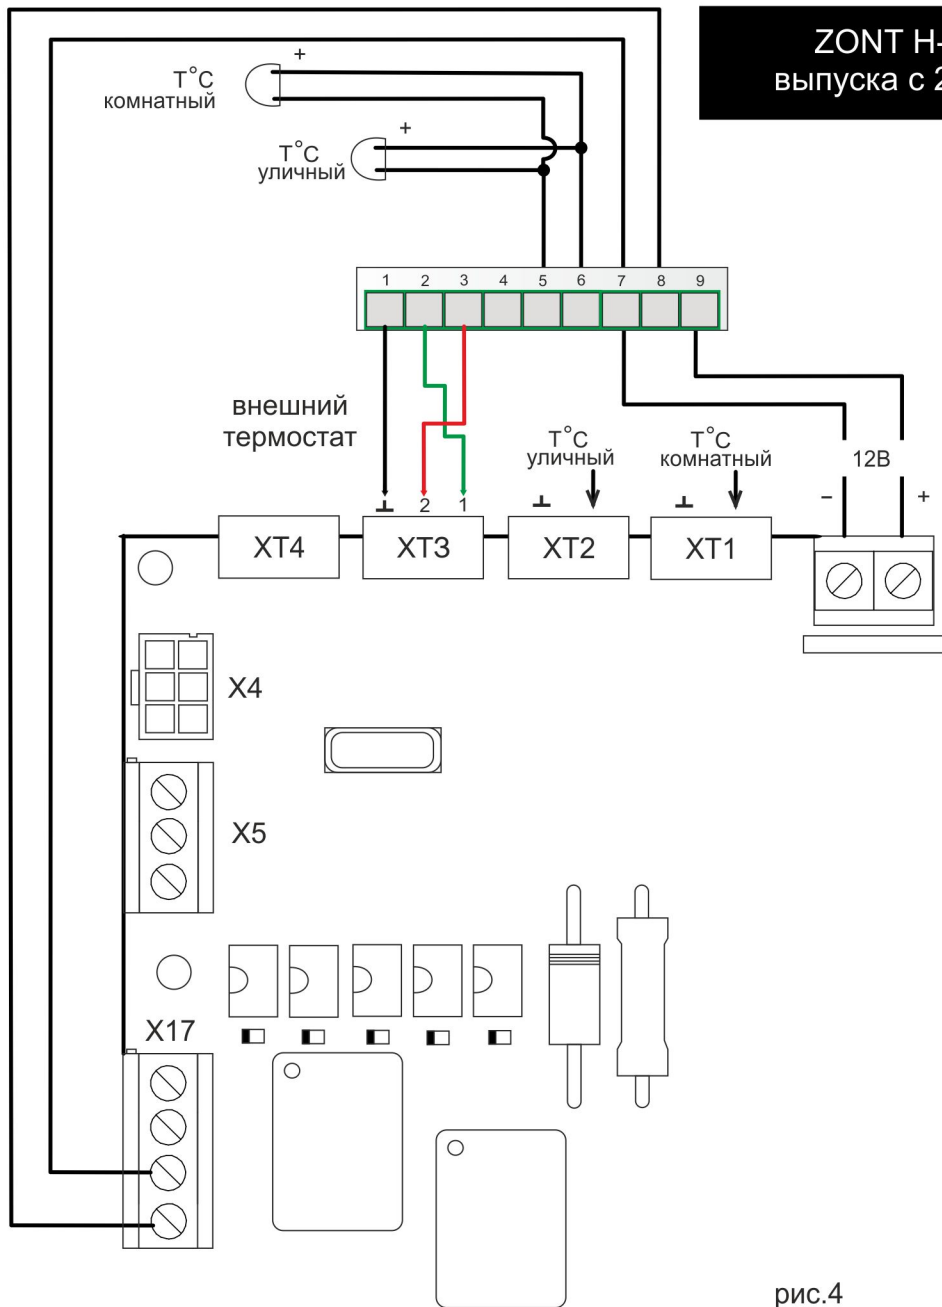 ZONT H-
выпуска с 2
+
T°C
комнатный
+
T°C
уличный
1 2 3 4 5 6 7 8 9
внешний
термостат
T°C
уличный
T°C
комнатный
12В
2 1
− +
XT4 XT3 XT2 XT1
X4
X5
X17
рис.4